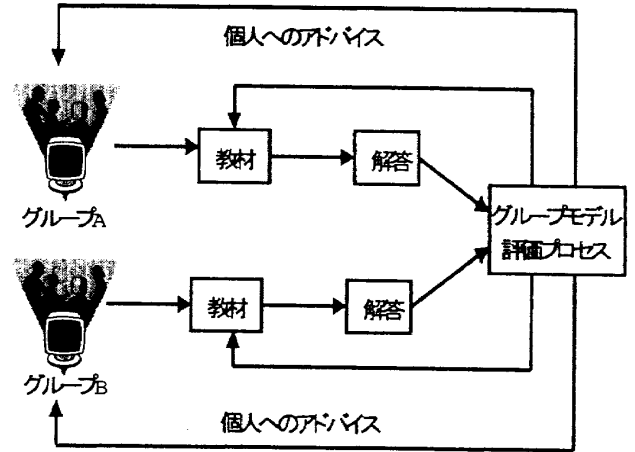 個人へのアドバイス
教材
解答
グループA
グループモデル
評価プロセス
教材
解答
グループB
個人へのアドバイス